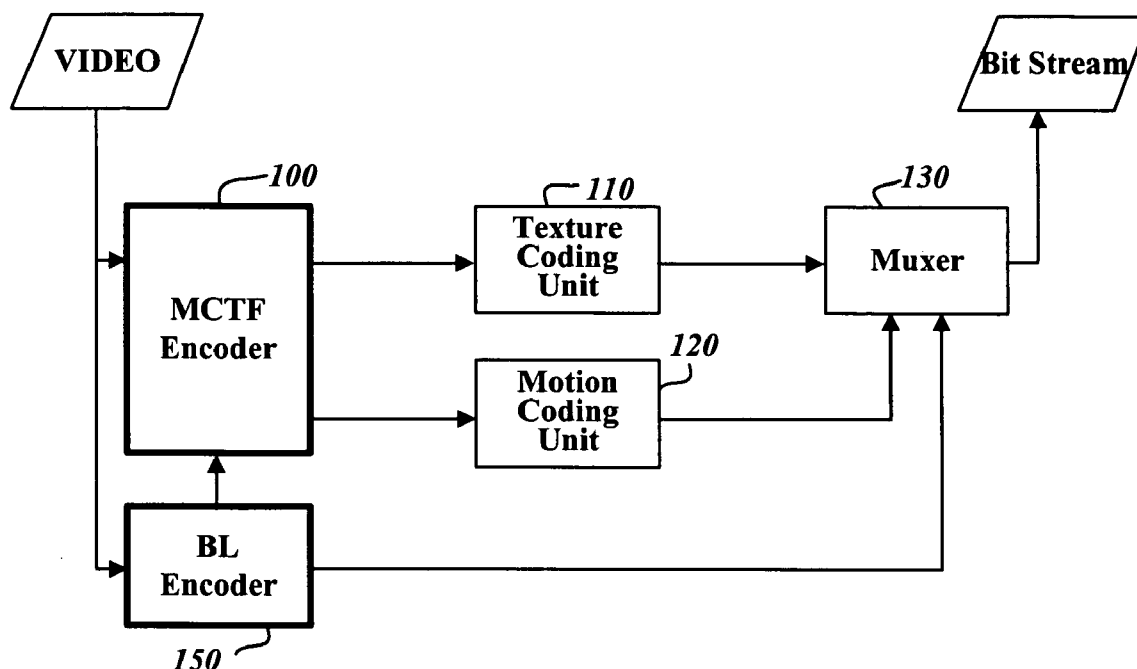 VIDEO
Bit Stream
100
110
130
MCTF
Encoder
Texture
Coding
Unit
Muxer
120
Motion
Coding
Unit
BL
Encoder
150